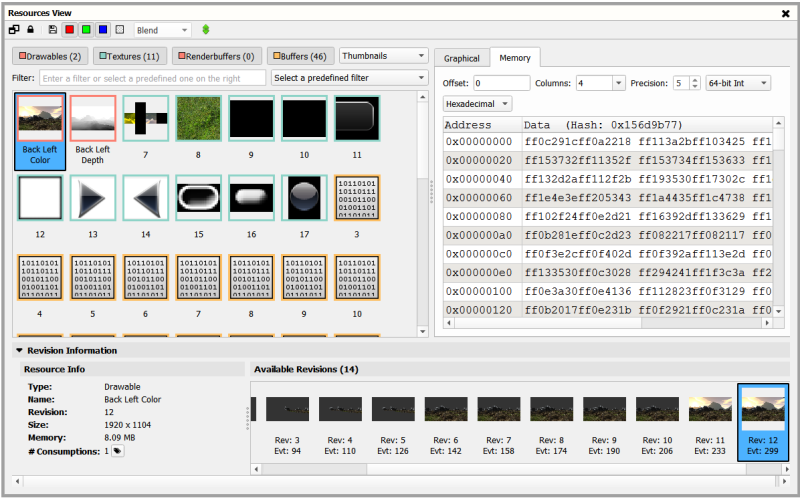 Resources View
Blend
Drawables (2) Textures (11) Renderbuffers (0) Buffers (46) Thumbnails
Filter: Enter a filter or select a predefined one on the right Select a predefined filter
Back Left Color
Back Left Depth
7 8 9 10 11
12 13 14 15 16 17 3
4 5 6 7 8 9 10
Graphical Memory
Offset: 0 Columns: 4 Precision: 5 64-bit Int
Hexadecimal
Address Data (Hash: 0x156d9b77)
0x00000000 ff0c291cff0a2218 ff113a2bff103425 ff1
0x00000020 ff153732ff11352f ff153734ff153633 ff1
0x00000040 ff132d2aff112f2b ff193530ff17302c ff1
0x00000060 ff1e4e3eff205343 ff1a4435ff1c4738 ff1
0x00000080 ff102f24ff0e2d21 ff16392dff133629 ff1
0x000000a0 ff0b281eff0c2d23 ff082217ff082117 ff0
0x000000c0 ff0f3e2cff0f402d ff0f392aff113e2d ff0
0x000000e0 ff133530ff0c3028 ff294241ff1f3c3a ff2
0x00000100 ff0e3a30ff0e4136 ff112823ff0f3129 ff0
0x00000120 ff0b2017ff0e231b ff0f2921ff0c231a ff0
Revision Information
Resource Info
Type: Drawable
Name: Back Left Color
Revision: 12
Size: 1920 x 1104
Memory: 8.09 MB
# Consumptions: 1
Available Revisions (14)
Rev: 3 Rev: 4 Rev: 5 Rev: 6 Rev: 7 Rev: 8 Rev: 9 Rev: 10 Rev: 11 Rev: 12
Evt: 94 Evt: 110 Evt: 126 Evt: 142 Evt: 158 Evt: 174 Evt: 190 Evt: 206 Evt: 233 Evt: 299